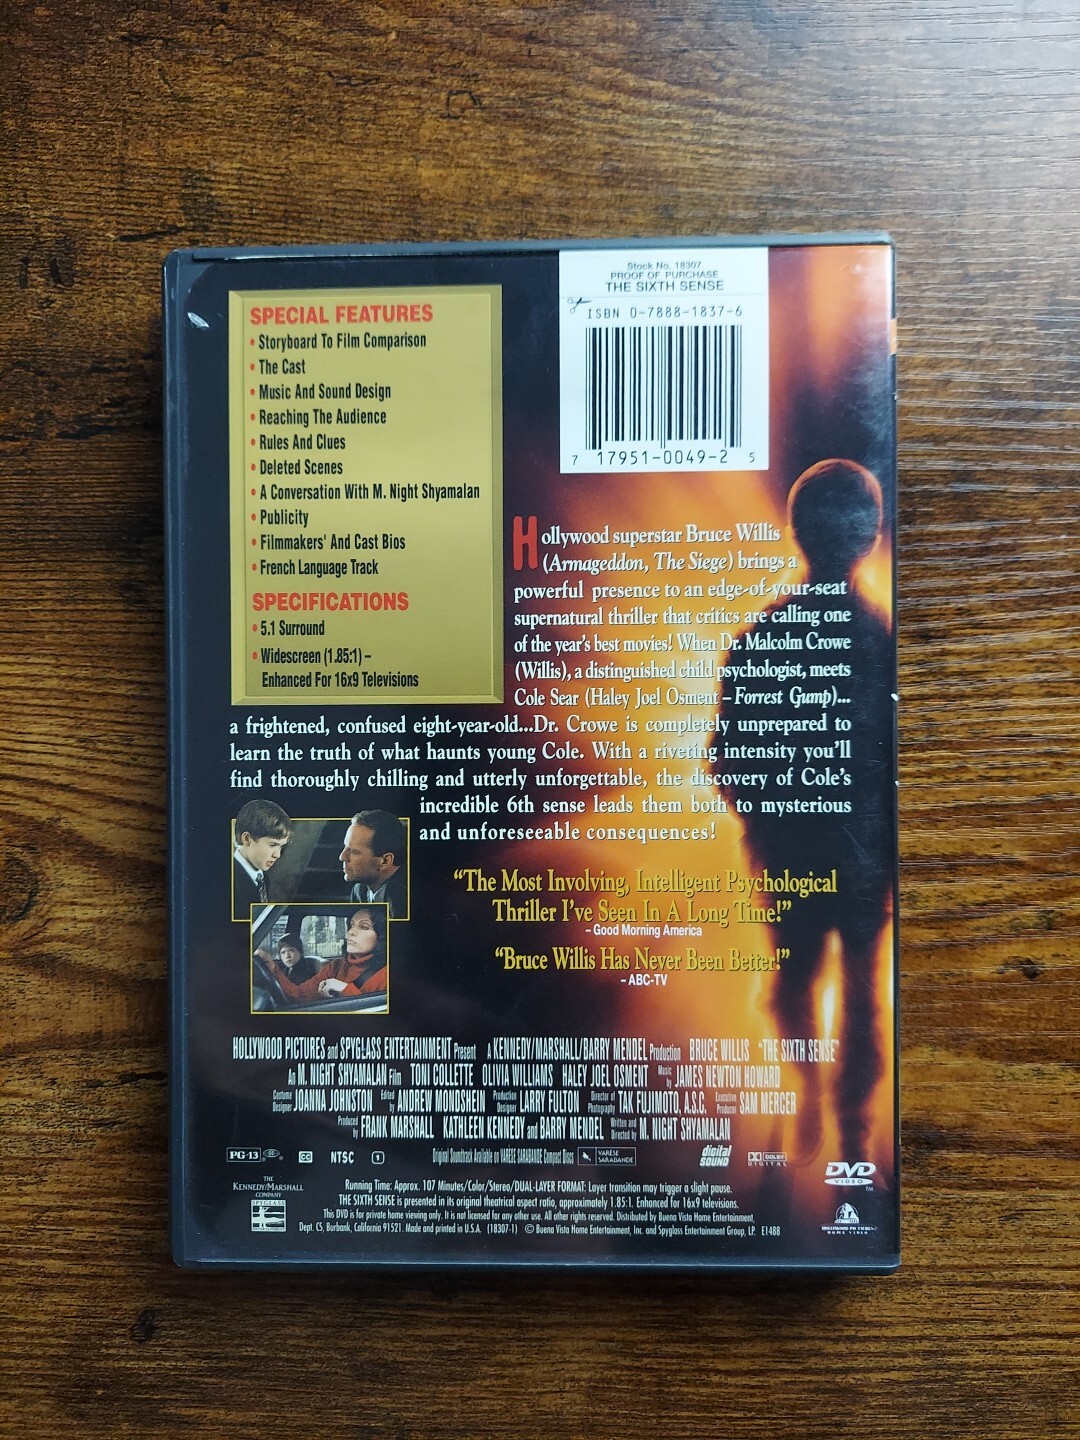 Stock No. 18307
PROOF OF PURCHASE
THE SIXTH SENSE
ISBN 0-7888-1837-6
7 17951-0049-2 5
SPECIAL FEATURES
• Storyboard To Film Comparison
• The Cast
• Music And Sound Design
• Reaching The Audience
• Rules And Clues
• Deleted Scenes
• A Conversation With M. Night Shyamalan
• Publicity
• Filmmakers' And Cast Bios
• French Language Track
SPECIFICATIONS
• 5.1 Surround
• Widescreen (1.85:1) –
Enhanced For 16x9 Televisions
Hollywood superstar Bruce Willis
(Armageddon, The Siege) brings a
powerful presence to an edge-of-your-seat
supernatural thriller that critics are calling one
of the year's best movies! When Dr. Malcolm Crowe
(Willis), a distinguished child psychologist, meets
Cole Sear (Haley Joel Osment – Forrest Gump)...
a frightened, confused eight-year-old...Dr. Crowe is completely unprepared to
learn the truth of what haunts young Cole. With a riveting intensity you'll
find thoroughly chilling and utterly unforgettable, the discovery of Cole's
incredible 6th sense leads them both to mysterious
and unforeseeable consequences!
“The Most Involving, Intelligent Psychological
Thriller I've Seen In A Long Time!”
– Good Morning America
“Bruce Willis Has Never Been Better!”
– ABC-TV
HOLLYWOOD PICTURES and SPYGLASS ENTERTAINMENT Present A KENNEDY/MARSHALL/BARRY MENDEL Production BRUCE WILLIS "THE SIXTH SENSE"
An M. NIGHT SHYAMALAN Film TONI COLLETTE OLIVIA WILLIAMS HALEY JOEL OSMENT Music by JAMES NEWTON HOWARD
Costume Designer JOANNA JOHNSTON Edited by ANDREW MONDSHEIN Production Designer LARRY FULTON Director of Photography TAK FUJIMOTO, A.S.C. Executive Producer SAM MERCER
Produced by FRANK MARSHALL KATHLEEN KENNEDY and BARRY MENDEL Written and Directed by M. NIGHT SHYAMALAN
PG-13 CC NTSC 1 Original Soundtrack Available on VARÈSE SARABANDE Compact Discs VARÈSE SARABANDE digital SOUND DOLBY DIGITAL
DVD VIDEO TM
THE KENNEDY/MARSHALL COMPANY
SPYGLASS
Running Time: Approx. 107 Minutes/Color/Stereo/DUAL-LAYER FORMAT: Layer transition may trigger a slight pause.
THE SIXTH SENSE is presented in its original theatrical aspect ratio, approximately 1.85:1. Enhanced for 16x9 televisions.
This DVD is for private home viewing only. It is not licensed for any other use. All other rights reserved. Distributed by Buena Vista Home Entertainment,
Dept. CS, Burbank, California 91521. Made and printed in U.S.A. (18307-1) © Buena Vista Home Entertainment, Inc. and Spyglass Entertainment Group, LP. E1488
HOLLYWOOD PICTURES
HOME VIDEO